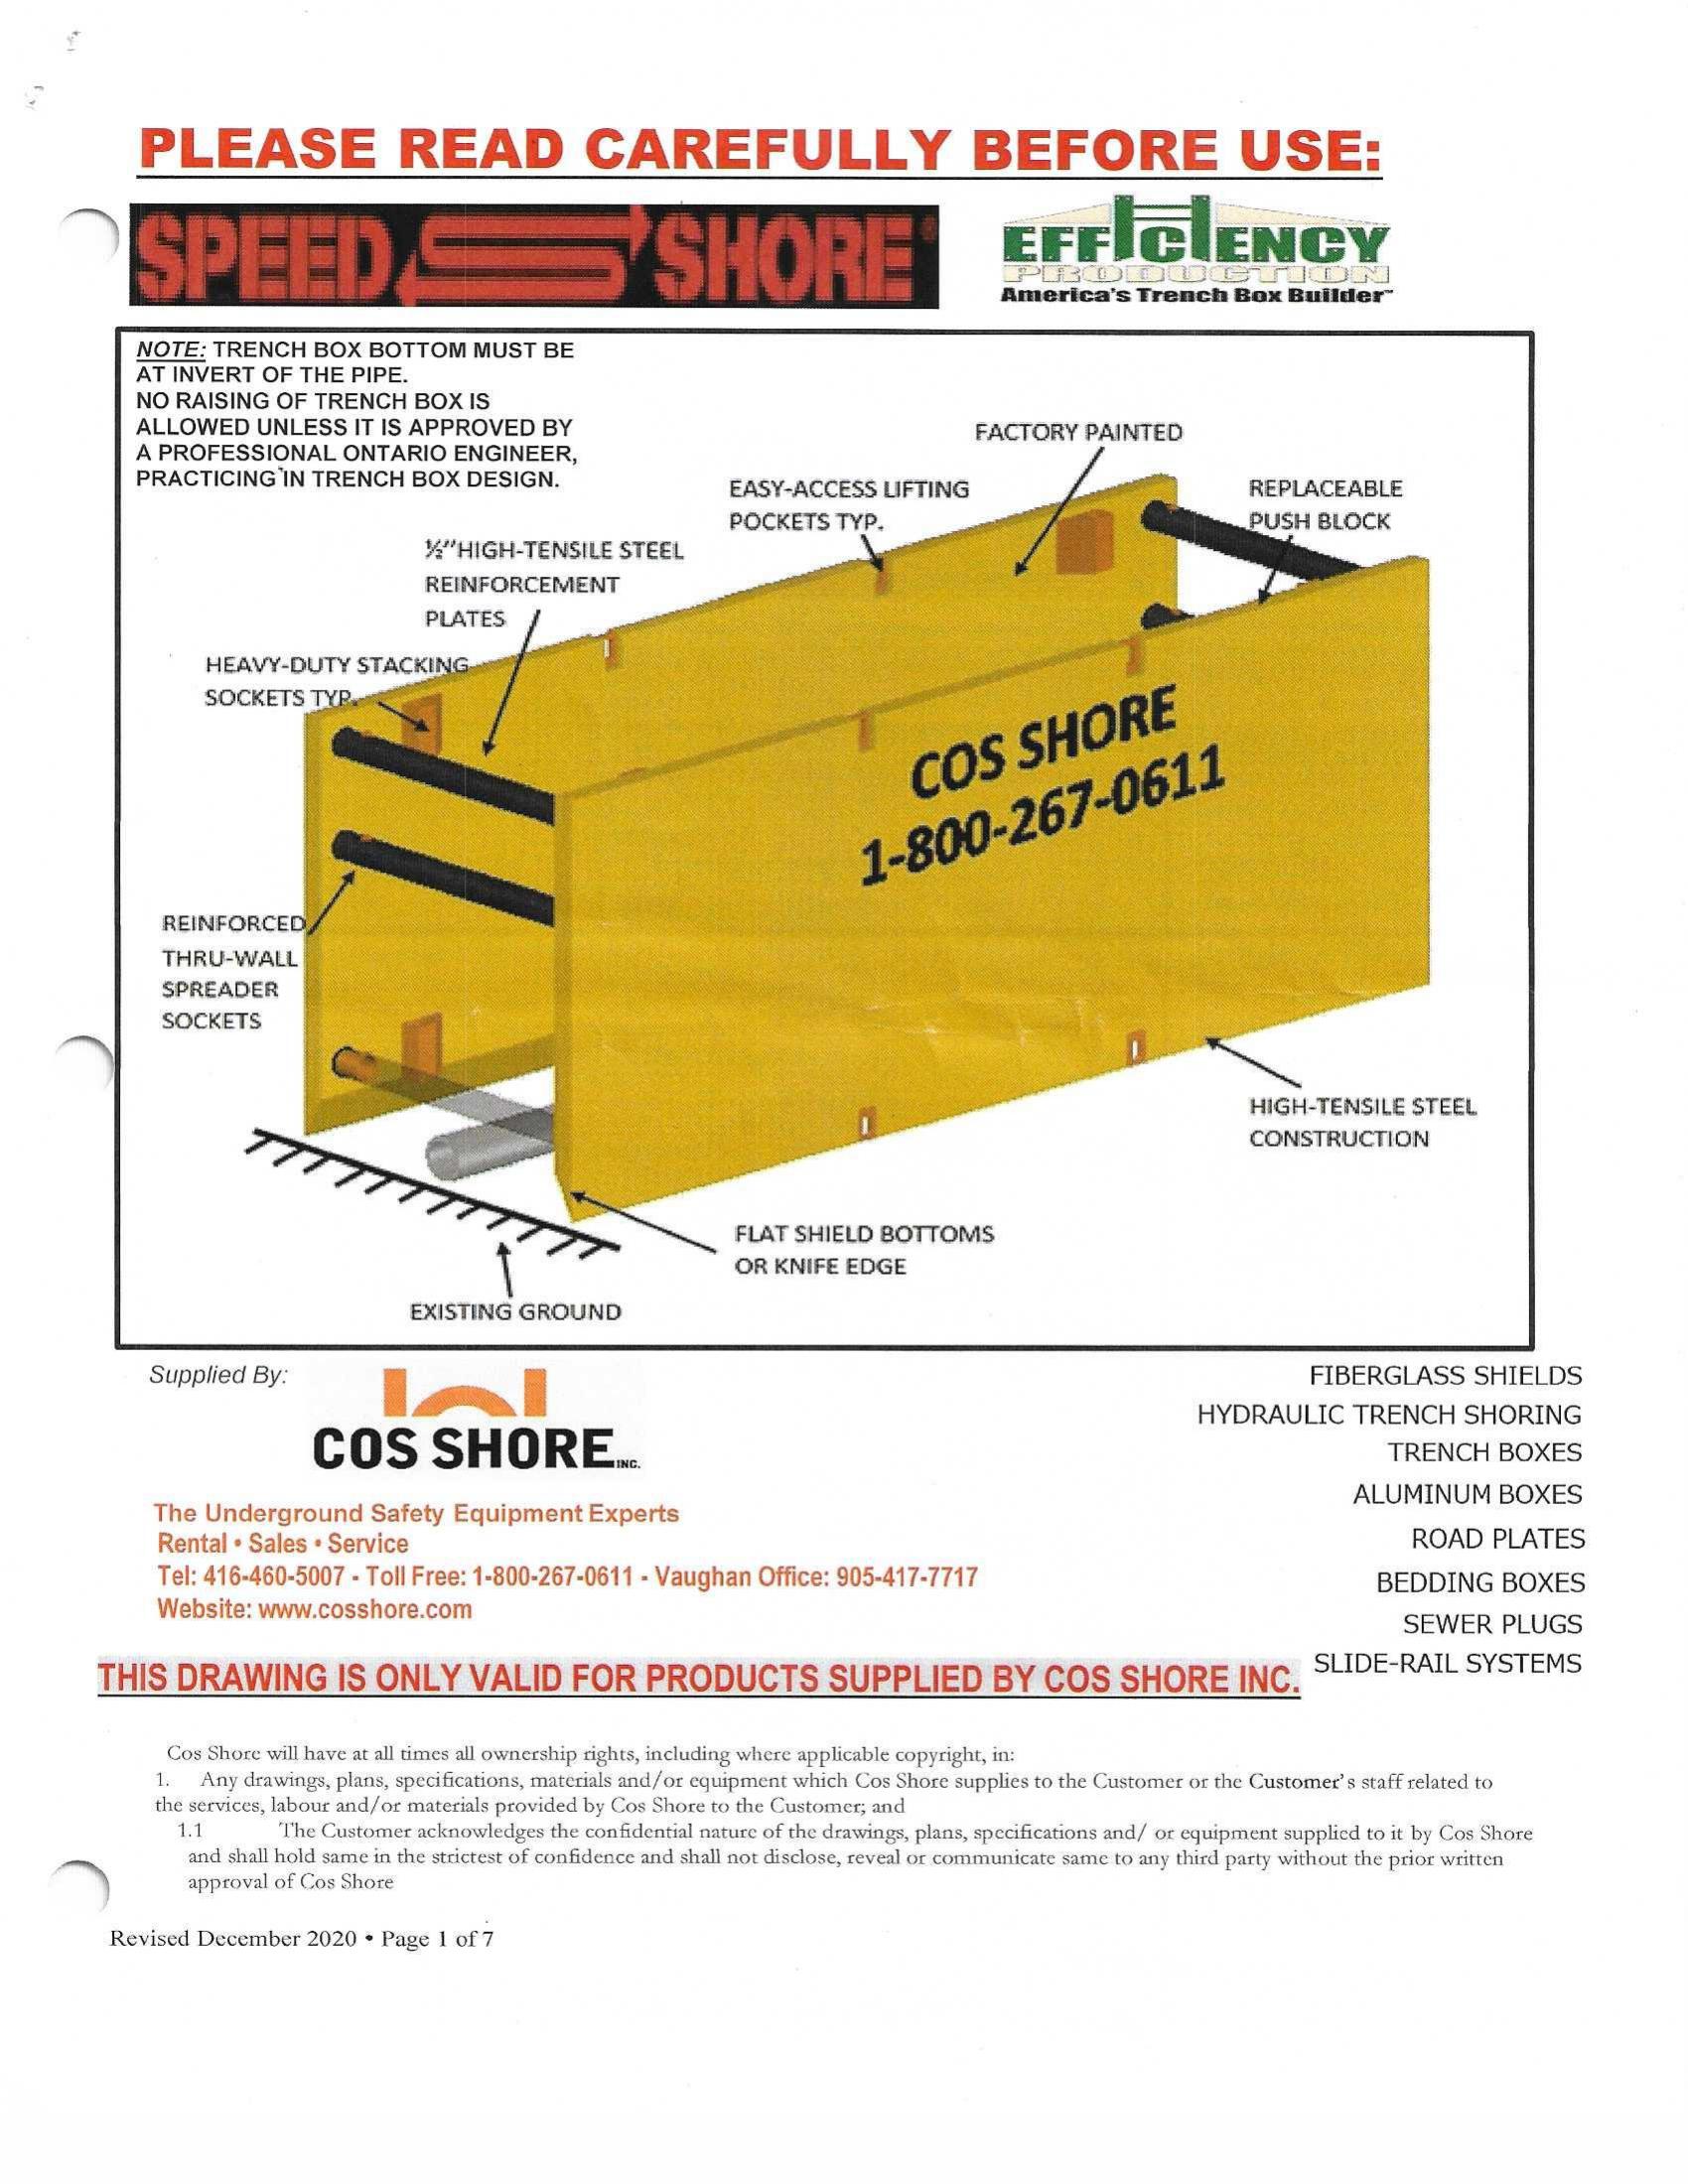 PLEASE READ CAREFULLY BEFORE USE:
SPEED SHORE®
EFFICIENCY
PRODUCTION
America's Trench Box Builder™
NOTE: TRENCH BOX BOTTOM MUST BE
AT INVERT OF THE PIPE.
NO RAISING OF TRENCH BOX IS
ALLOWED UNLESS IT IS APPROVED BY
A PROFESSIONAL ONTARIO ENGINEER,
PRACTICING IN TRENCH BOX DESIGN.
FACTORY PAINTED
EASY-ACCESS LIFTING
POCKETS TYP.
REPLACEABLE
PUSH BLOCK
½"HIGH-TENSILE STEEL
REINFORCEMENT
PLATES
HEAVY-DUTY STACKING
SOCKETS TYP.
COS SHORE
1-800-267-0611
REINFORCED
THRU-WALL
SPREADER
SOCKETS
HIGH-TENSILE STEEL
CONSTRUCTION
FLAT SHIELD BOTTOMS
OR KNIFE EDGE
EXISTING GROUND
Supplied By:
COS SHORE INC.
The Underground Safety Equipment Experts
Rental • Sales • Service
Tel: 416-460-5007 - Toll Free: 1-800-267-0611 - Vaughan Office: 905-417-7717
Website: www.cosshore.com
FIBERGLASS SHIELDS
HYDRAULIC TRENCH SHORING
TRENCH BOXES
ALUMINUM BOXES
ROAD PLATES
BEDDING BOXES
SEWER PLUGS
SLIDE-RAIL SYSTEMS
THIS DRAWING IS ONLY VALID FOR PRODUCTS SUPPLIED BY COS SHORE INC.
Cos Shore will have at all times all ownership rights, including where applicable copyright, in:
1. Any drawings, plans, specifications, materials and/or equipment which Cos Shore supplies to the Customer or the Customer's staff related to
the services, labour and/or materials provided by Cos Shore to the Customer; and
1.1 The Customer acknowledges the confidential nature of the drawings, plans, specifications and/ or equipment supplied to it by Cos Shore
and shall hold same in the strictest of confidence and shall not disclose, reveal or communicate same to any third party without the prior written
approval of Cos Shore
Revised December 2020 • Page 1 of 7